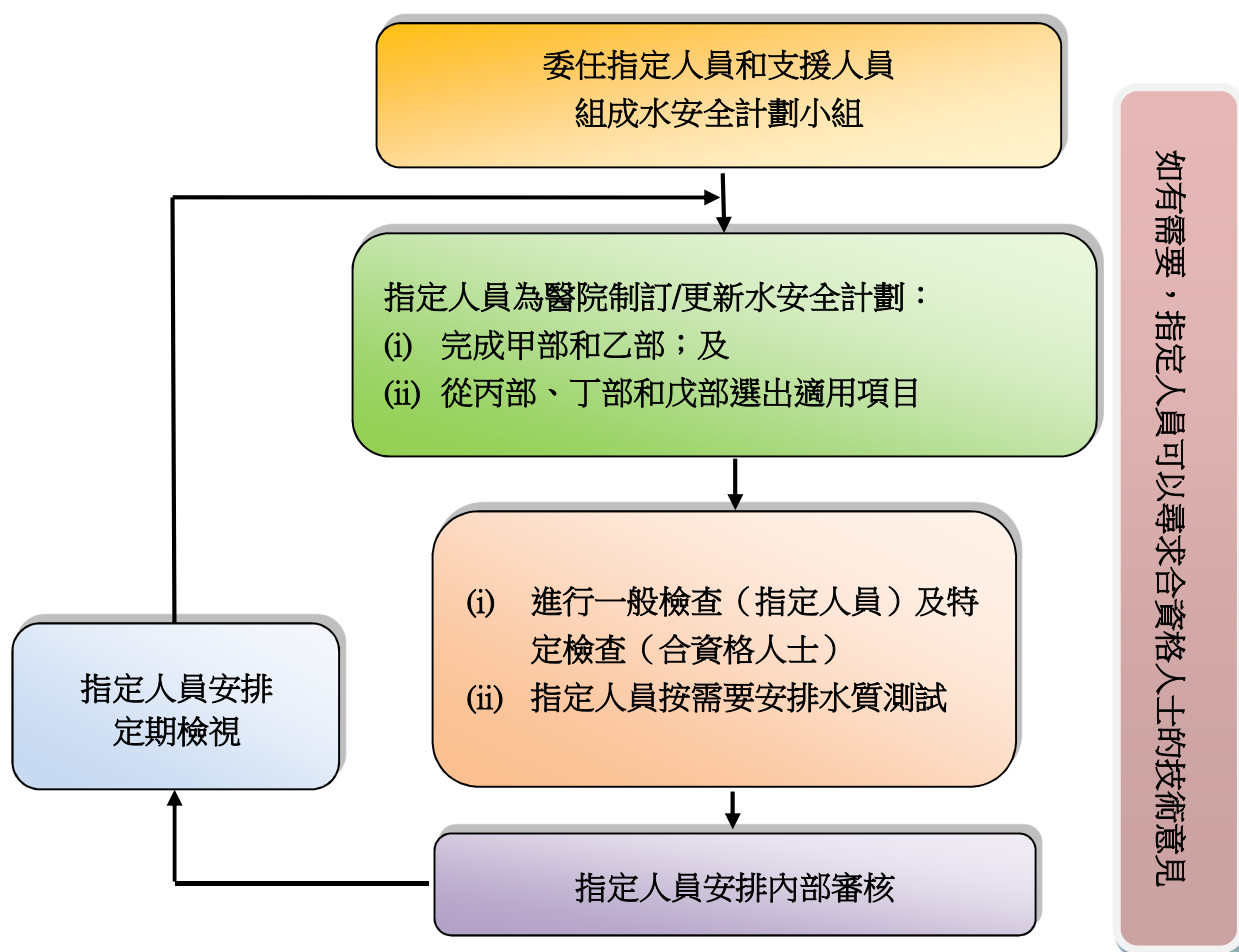 委任指定人員和支援人員
組成水安全計劃小組
指定人員為醫院制訂/更新水安全計劃：
(i) 完成甲部和乙部；及
(ii) 從丙部、丁部和戊部選出適用項目
(i) 進行一般檢查（指定人員）及特
定檢查（合資格人士）
(ii) 指定人員按需要安排水質測試
指定人員安排內部審核
指定人員安排
定期檢視
如有需要，指定人員可以尋求合資格人士的技術意見